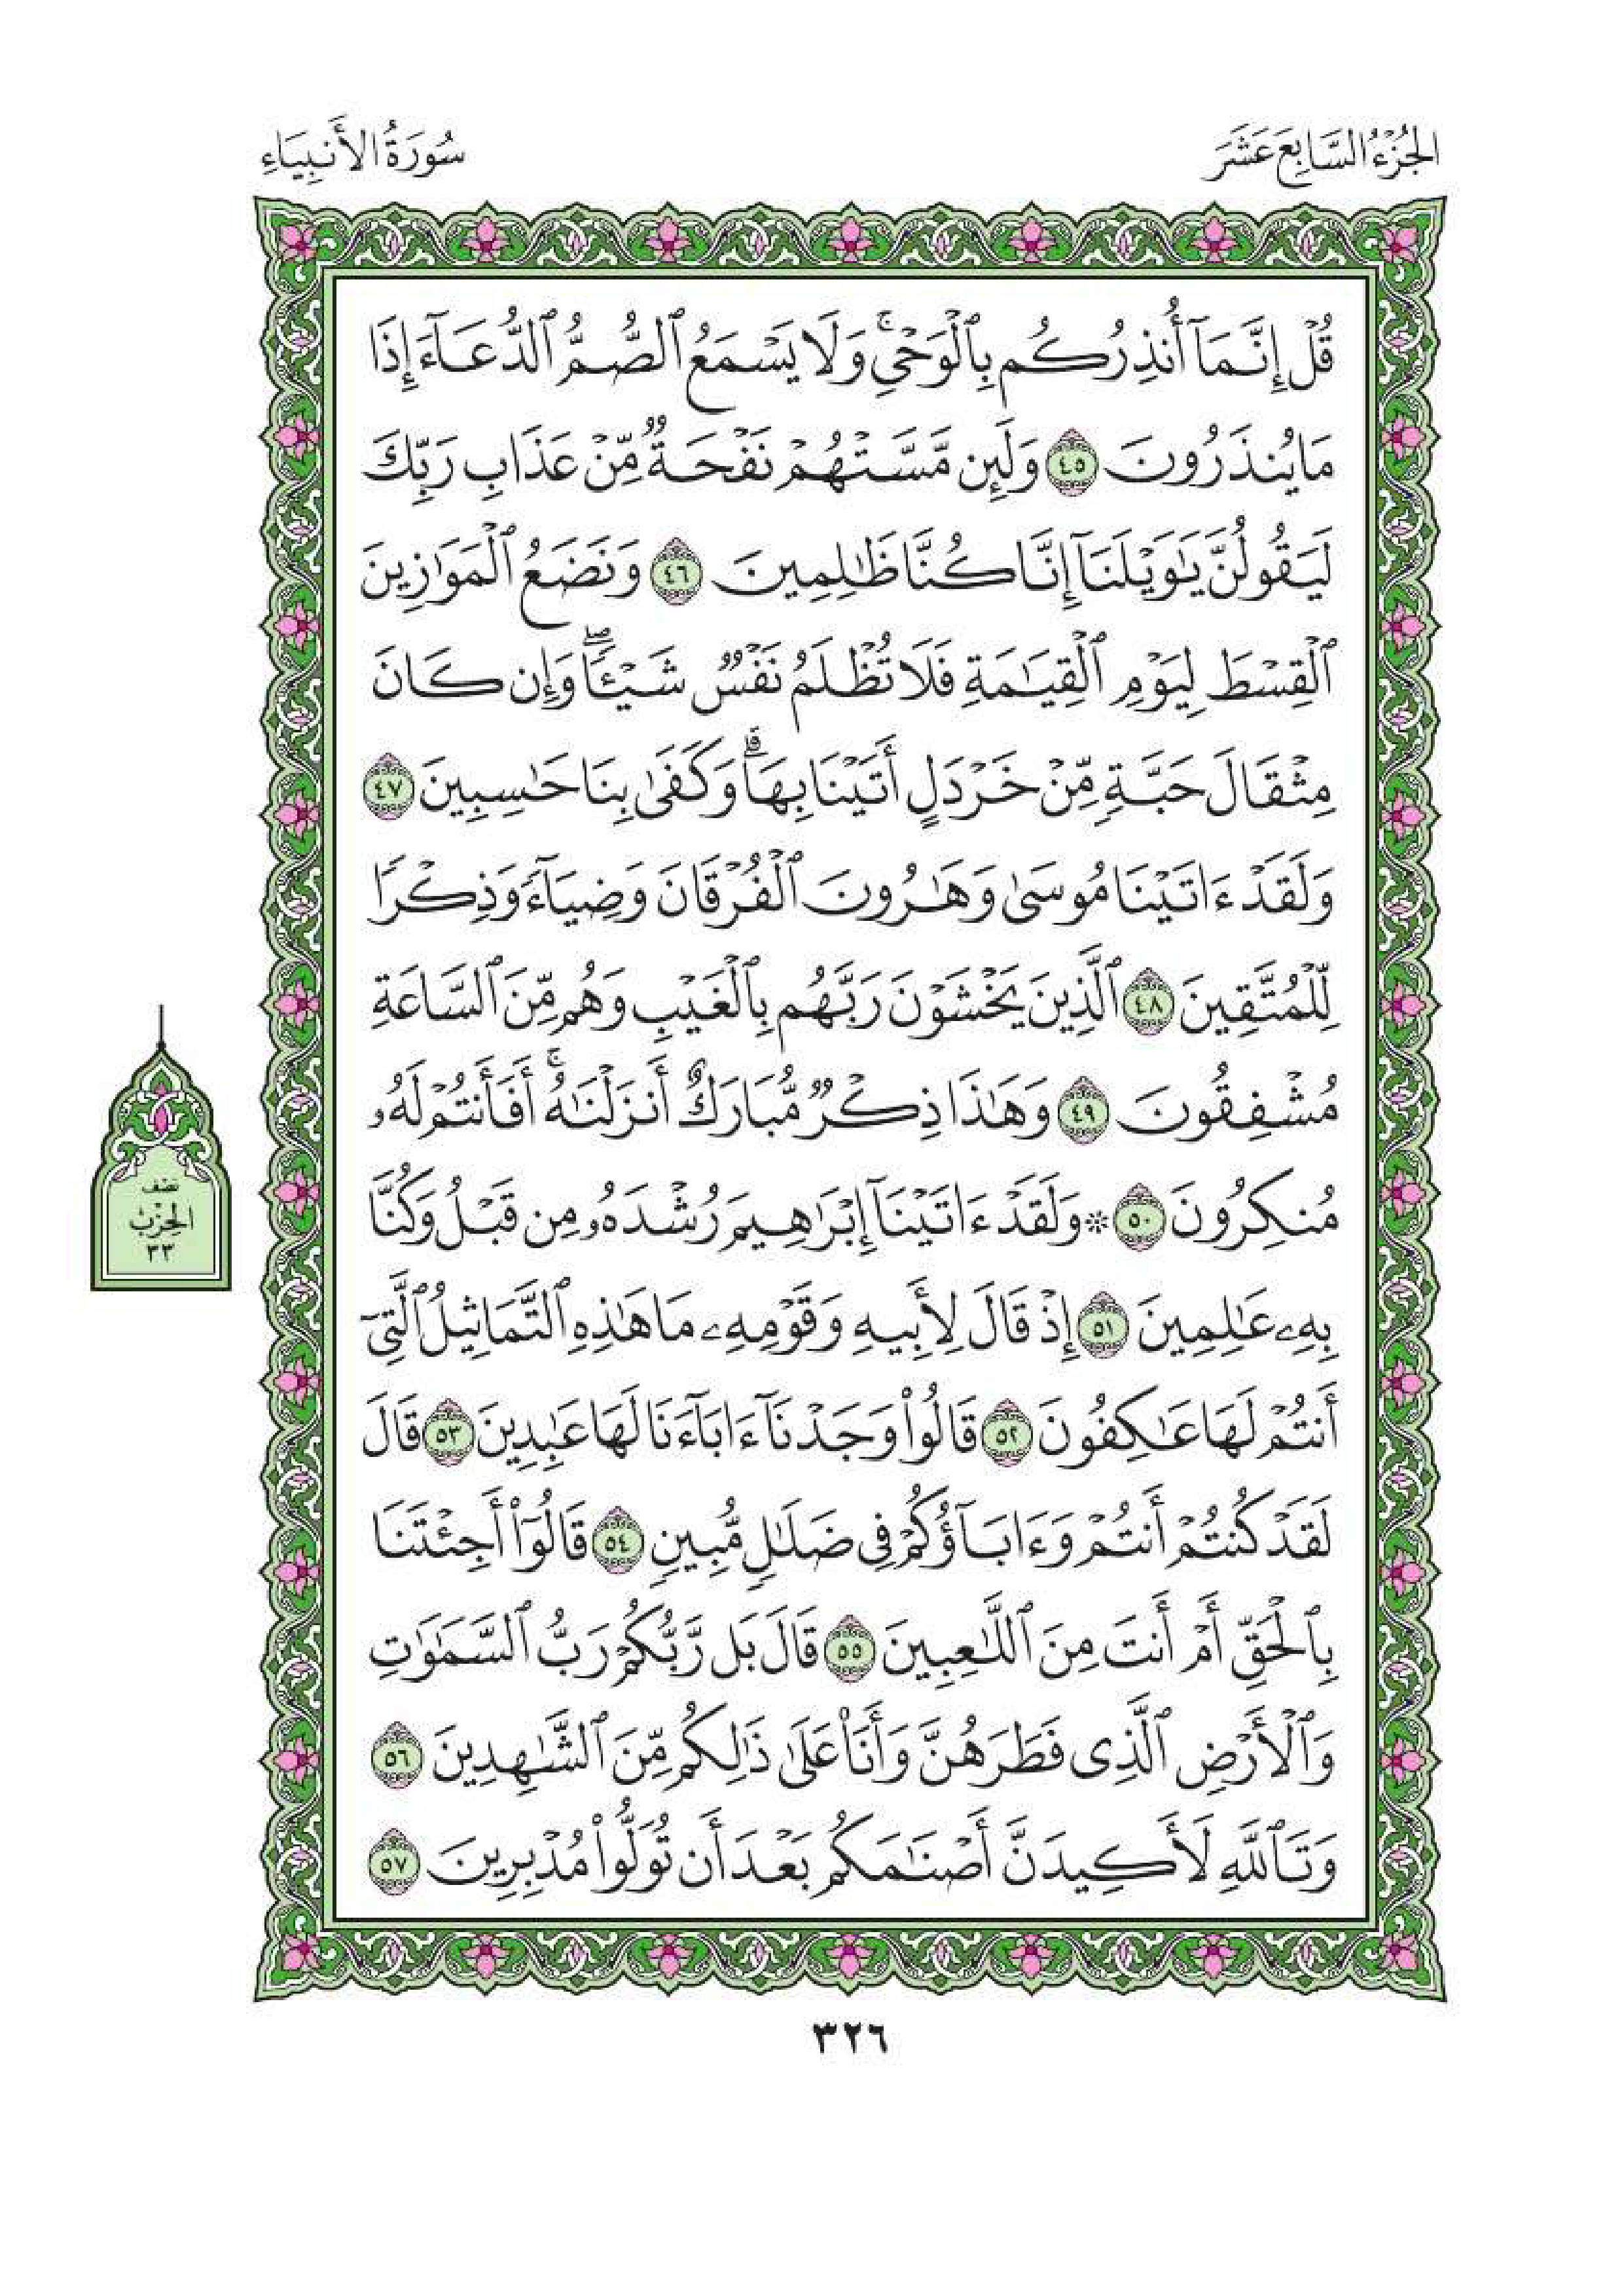 الجُزْءُ السَّابِعَ عَشَرَ
سُورَةُ الأَنبِيَاءِ
قُلْ إِنَّمَآ أُنذِرُكُم بِٱلْوَحْىِ ۚ وَلَا يَسْمَعُ ٱلصُّمُّ ٱلدُّعَآءَ إِذَا
مَا يُنذَرُونَ ٤٥ وَلَئِن مَّسَّتْهُمْ نَفْحَةٌ مِّنْ عَذَابِ رَبِّكَ
لَيَقُولُنَّ يَٰوَيْلَنَآ إِنَّا كُنَّا ظَٰلِمِينَ ٤٦ وَنَضَعُ ٱلْمَوَٰزِينَ
ٱلْقِسْطَ لِيَوْمِ ٱلْقِيَٰمَةِ فَلَا تُظْلَمُ نَفْسٌ شَيْـًٔا ۖ وَإِن كَانَ
مِثْقَالَ حَبَّةٍ مِّنْ خَرْدَلٍ أَتَيْنَا بِهَا ۗ وَكَفَىٰ بِنَا حَٰسِبِينَ ٤٧
وَلَقَدْ ءَاتَيْنَا مُوسَىٰ وَهَٰرُونَ ٱلْفُرْقَانَ وَضِيَآءً وَذِكْرًا
لِّلْمُتَّقِينَ ٤٨ ٱلَّذِينَ يَخْشَوْنَ رَبَّهُم بِٱلْغَيْبِ وَهُم مِّنَ ٱلسَّاعَةِ
مُشْفِقُونَ ٤٩ وَهَٰذَا ذِكْرٌ مُّبَارَكٌ أَنزَلْنَٰهُ ۚ أَفَأَنتُمْ لَهُۥ
مُنكِرُونَ ٥٠ * وَلَقَدْ ءَاتَيْنَآ إِبْرَٰهِيمَ رُشْدَهُۥ مِن قَبْلُ وَكُنَّا
بِهِۦ عَٰلِمِينَ ٥١ إِذْ قَالَ لِأَبِيهِ وَقَوْمِهِۦ مَا هَٰذِهِ ٱلتَّمَاثِيلُ ٱلَّتِىٓ
أَنتُمْ لَهَا عَٰكِفُونَ ٥٢ قَالُوا۟ وَجَدْنَآ ءَابَآءَنَا لَهَا عَٰبِدِينَ ٥٣ قَالَ
لَقَدْ كُنتُمْ أَنتُمْ وَءَابَآؤُكُمْ فِى ضَلَٰلٍ مُّبِينٍ ٥٤ قَالُوٓا۟ أَجِئْتَنَا
بِٱلْحَقِّ أَمْ أَنتَ مِنَ ٱللَّٰعِبِينَ ٥٥ قَالَ بَل رَّبُّكُمْ رَبُّ ٱلسَّمَٰوَٰتِ
وَٱلْأَرْضِ ٱلَّذِى فَطَرَهُنَّ وَأَنَا۠ عَلَىٰ ذَٰلِكُم مِّنَ ٱلشَّٰهِدِينَ ٥٦
وَتَٱللَّهِ لَأَكِيدَنَّ أَصْنَٰمَكُم بَعْدَ أَن تُوَلُّوا۟ مُدْبِرِينَ ٥٧
نصْف
الحِزْبْ
٣٣
٣٢٦